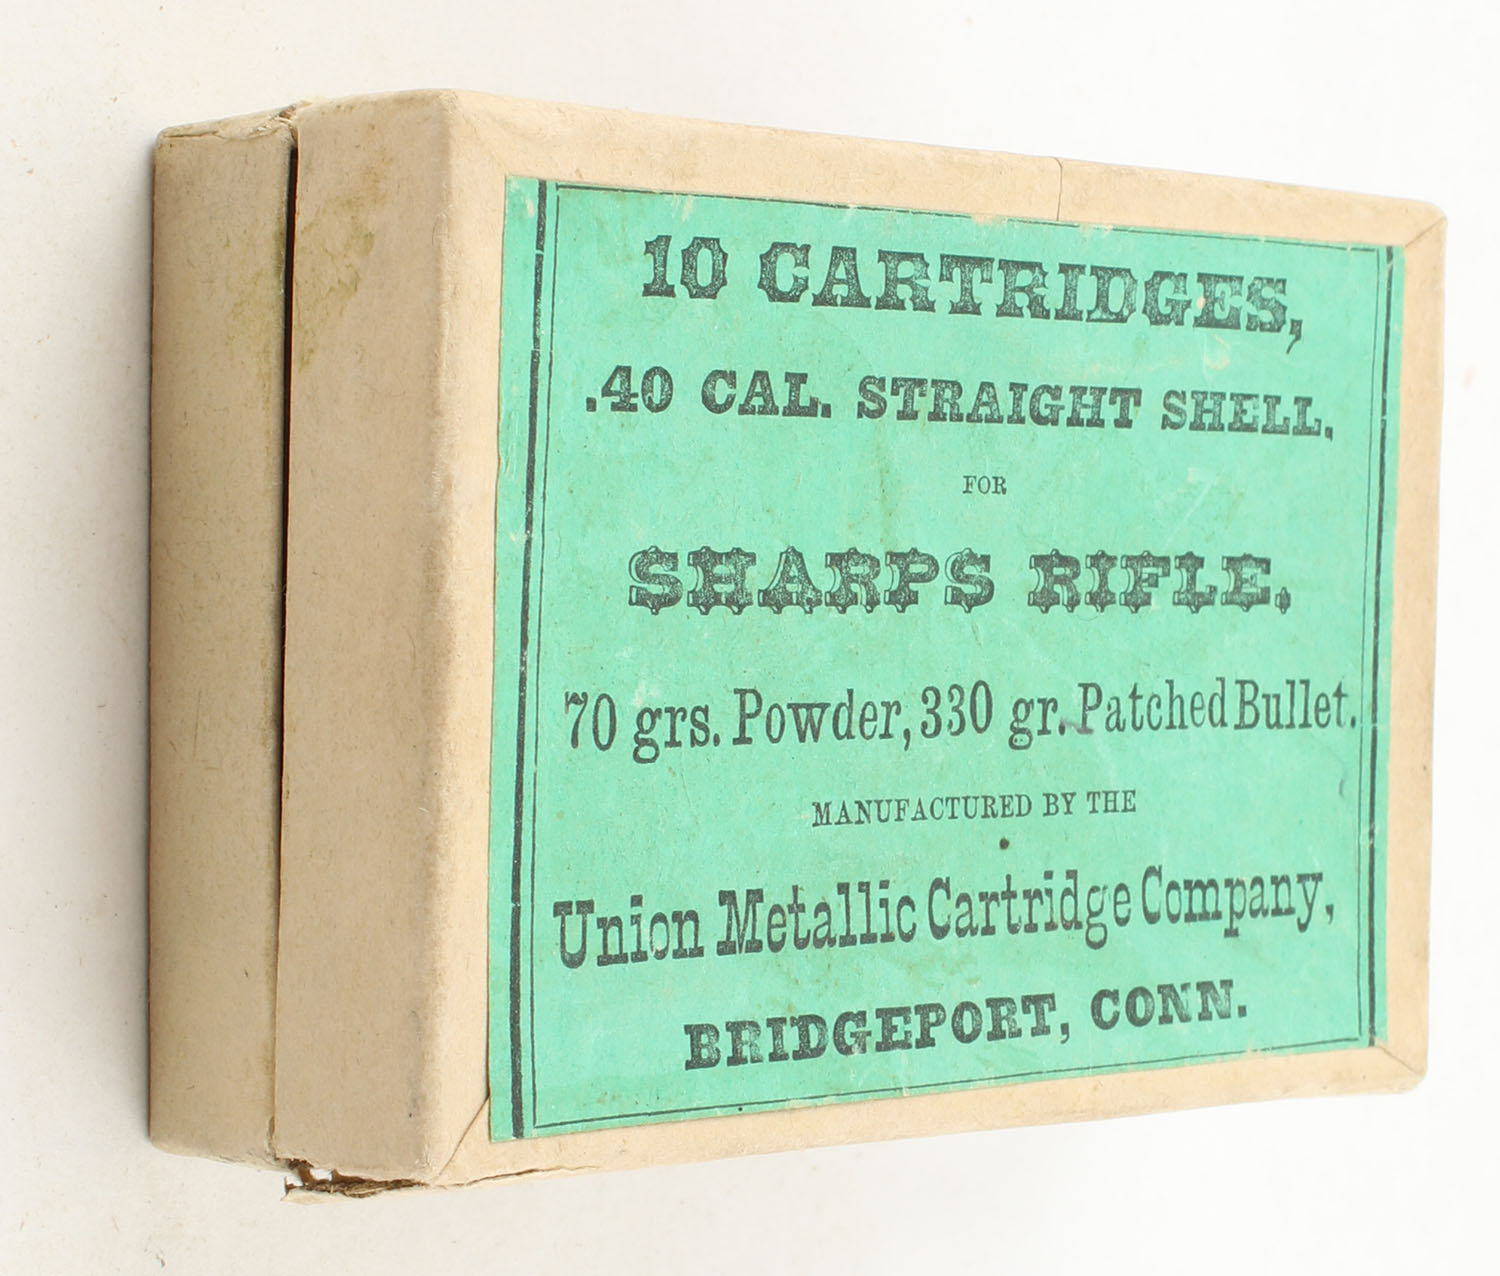 10 CARTRIDGES,
.40 CAL. STRAIGHT SHELL,
FOR
SHARPS RIFLE.
70 grs. Powder, 330 gr. Patched Bullet.
MANUFACTURED BY THE
Union Metallic Cartridge Company,
BRIDGEPORT, CONN.